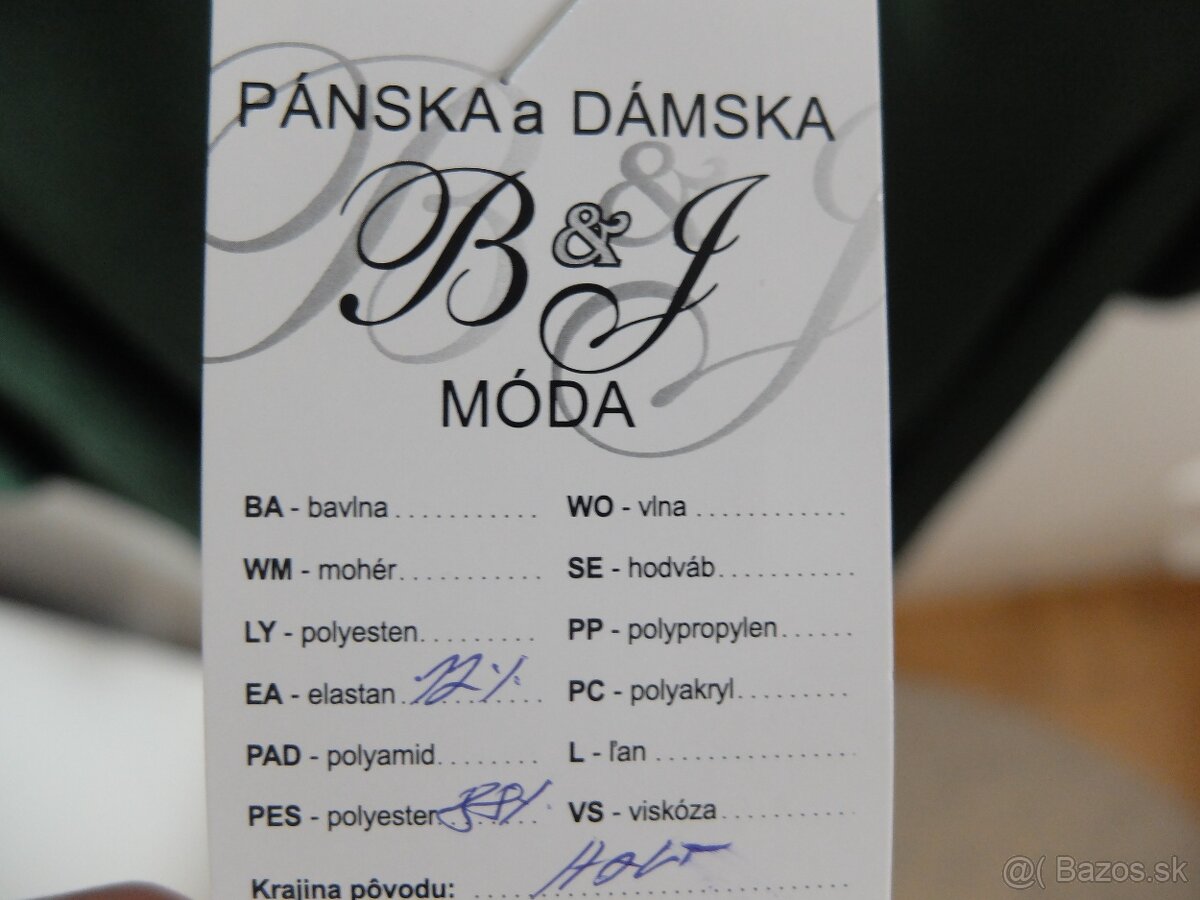 PÁNSKA a DÁMSKA
B & J
MÓDA
BA - bavlna ............ WO - vlna ............
WM - mohér ............ SE - hodváb ............
LY - polyesten ............ PP - polypropylen ......
EA - elastan 12% PC - polyakryl ............
PAD - polyamid ........ L - ľan ............
PES - polyester VS - viskóza ............
Krajina pôvodu:
@( Bazos.sk